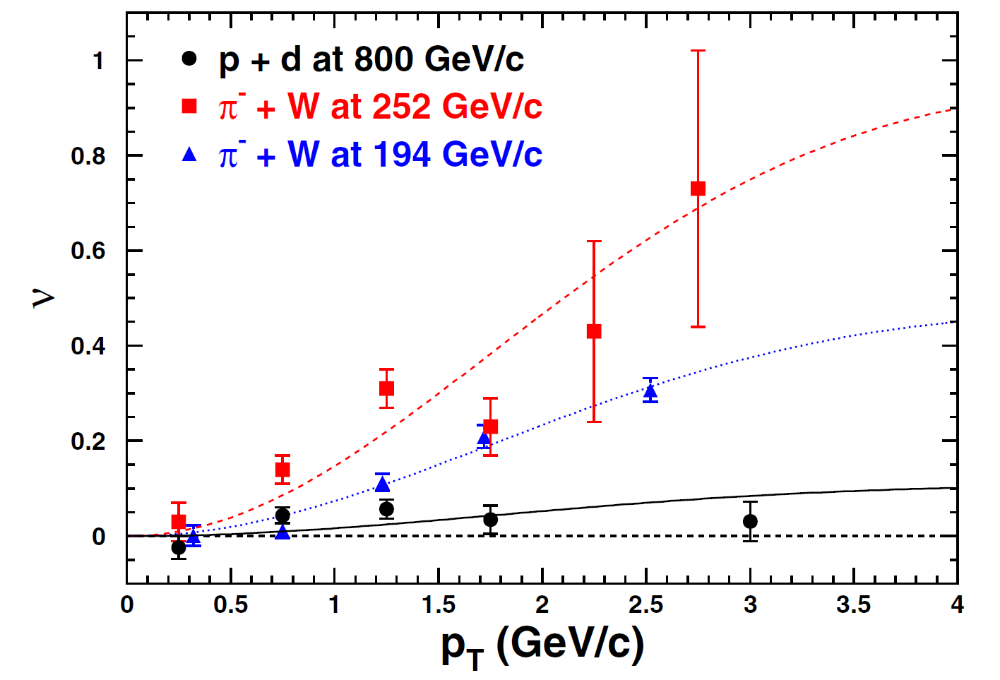 p + d at 800 GeV/c
π- + W at 252 GeV/c
π- + W at 194 GeV/c
1
0.8
0.6
0.4
0.2
0
ν
0 0.5 1 1.5 2 2.5 3 3.5 4
pT (GeV/c)